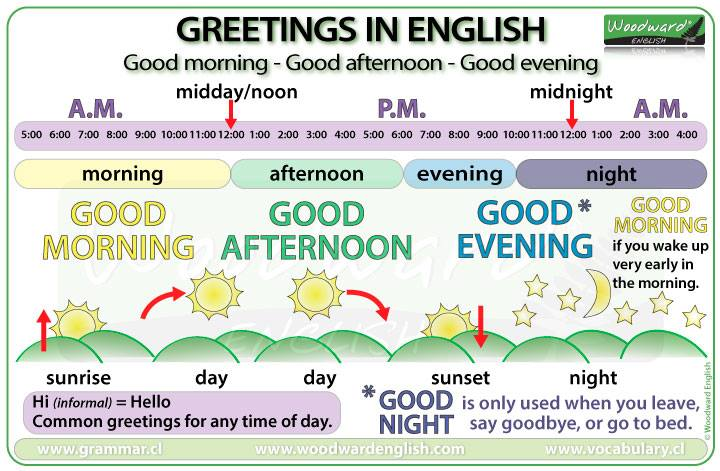 GREETINGS IN ENGLISH
Woodward®
ENGLISH
Good morning - Good afternoon - Good evening
midday/noon
midnight
A.M.
P.M.
A.M.
5:00 6:00 7:00 8:00 9:00 10:00 11:00 12:00 1:00 2:00 3:00 4:00 5:00 6:00 7:00 8:00 9:00 10:00 11:00 12:00 1:00 2:00 3:00 4:00
morning
afternoon
evening
night
GOOD
MORNING
GOOD
AFTERNOON
GOOD*
EVENING
GOOD
MORNING
if you wake up
very early in
the morning.
Woodward
ENGLISH
sunrise
day
day
sunset
night
Hi (informal) = Hello
Common greetings for any time of day.
*GOOD NIGHT is only used when you leave,
say goodbye, or go to bed.
© Woodward English
www.grammar.cl
www.woodwardenglish.com
www.vocabulary.cl